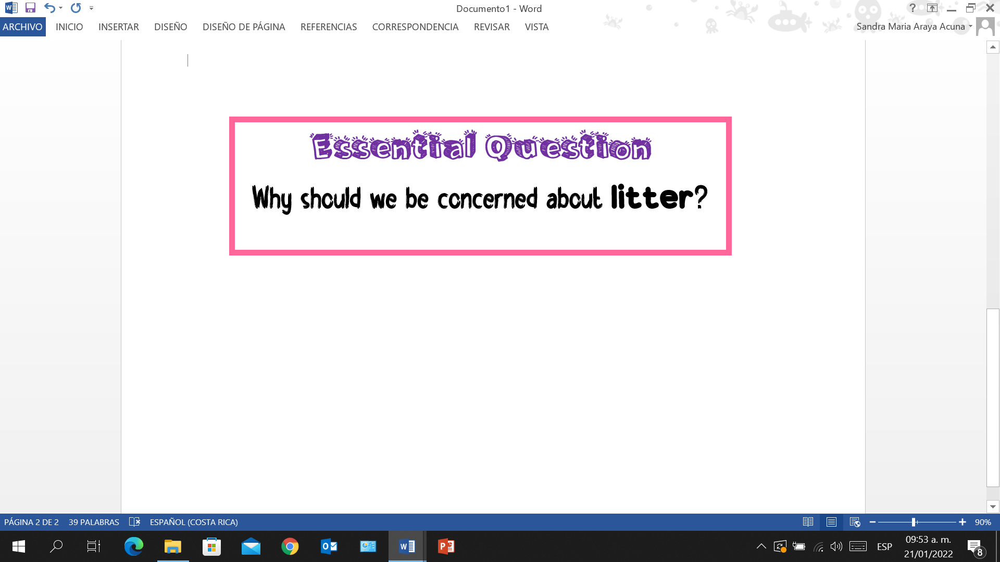 Documento1 - Word
ARCHIVO INICIO INSERTAR DISEÑO DISEÑO DE PÁGINA REFERENCIAS CORRESPONDENCIA REVISAR VISTA Sandra Maria Araya Acuna
Essential Question
Why should we be concerned about litter?
PÁGINA 2 DE 2 39 PALABRAS ESPAÑOL (COSTA RICA) 90%
ESP 09:53 a. m.
21/01/2022 8